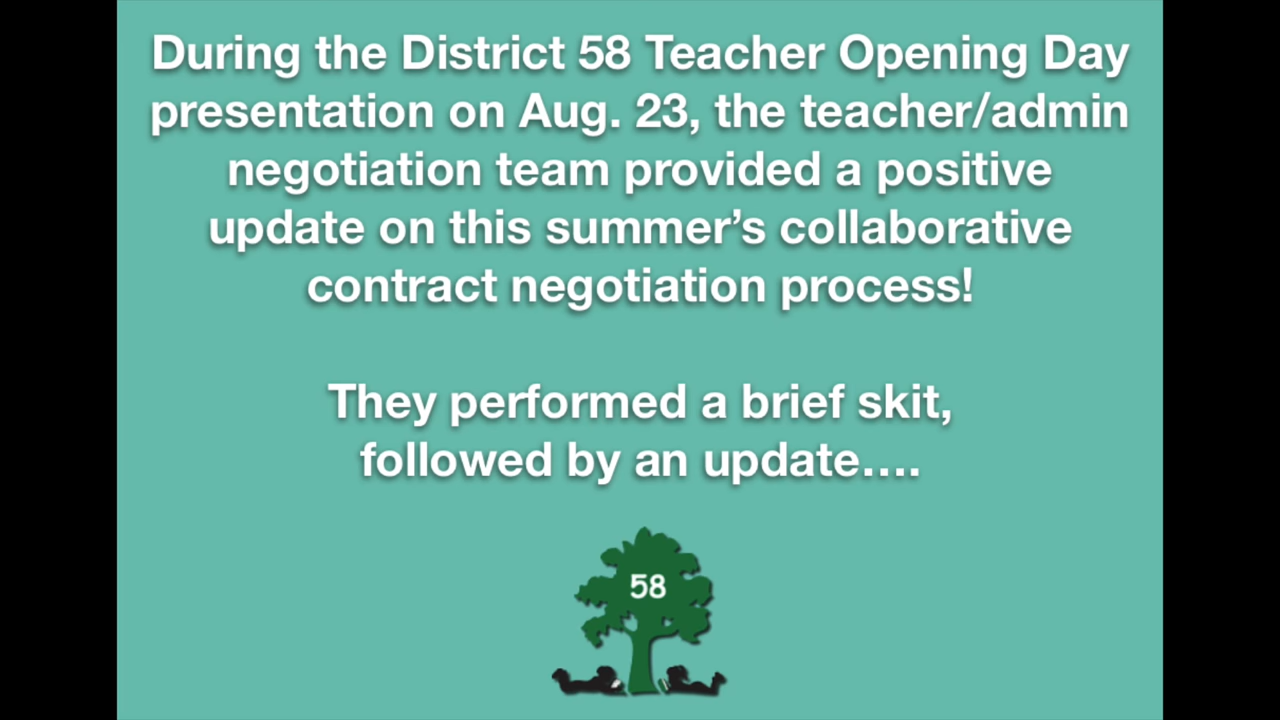 During the District 58 Teacher Opening Day
presentation on Aug. 23, the teacher/admin
negotiation team provided a positive
update on this summer’s collaborative
contract negotiation process!
They performed a brief skit,
followed by an update….
58